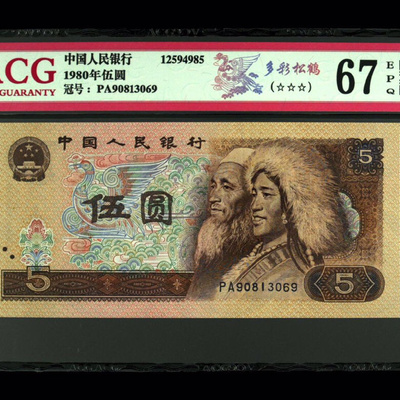 ACG
GUARANTY
中国人民银行 12594985
1980年伍圆
冠号：PA90813069
多彩松鹤
(☆☆☆)
67
E
P
Q
中国人民银行
5
伍圆
5
5
PA90813069